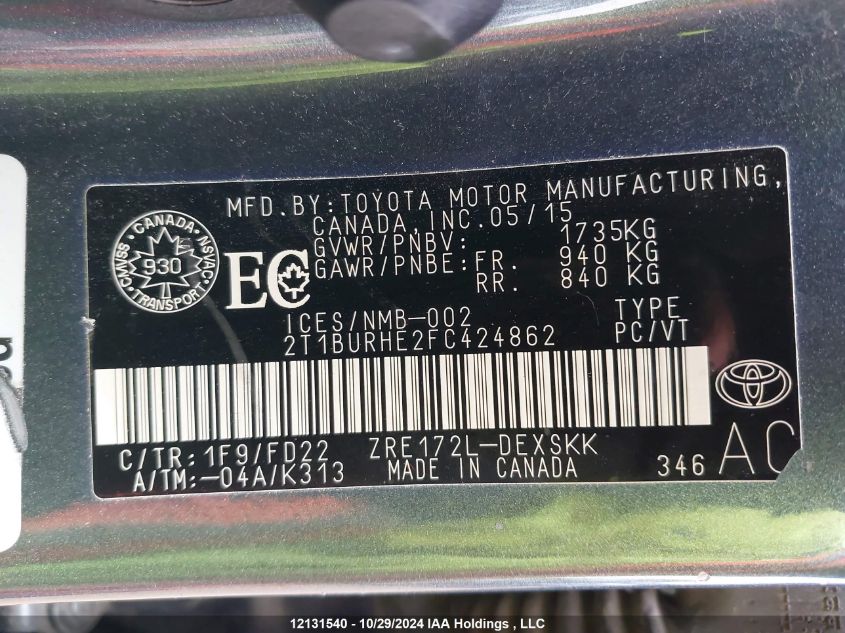 MFD.BY:TOYOTA MOTOR MANUFACTURING,
CANADA,INC.05/15
GVWR/PNBV: 1735KG
GAWR/PNBE:FR. 940 KG
RR. 840 KG
CANADA
CMVSS NSVAC
930
TRANSPORT
EC
ICES/NMB-002 TYPE
2T1BURHE2FC424862 PC/VT
C/TR:1F9/FD22 ZRE172L-DEXSKK
A/TM:-04A/K313 MADE IN CANADA 346 AC
12131540 - 10/29/2024 IAA Holdings , LLC